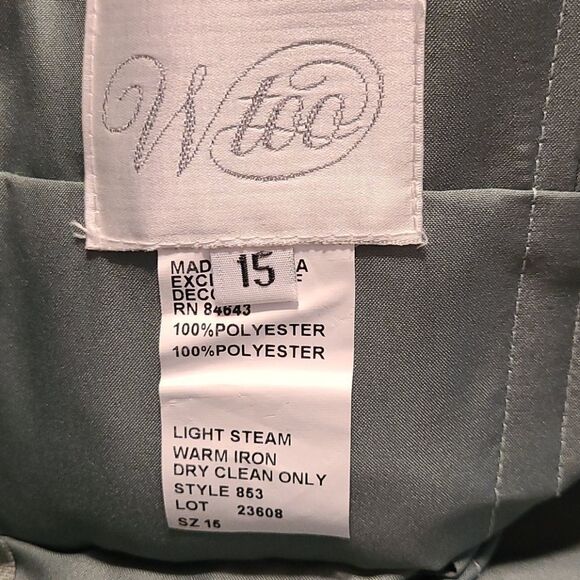 Wtoo
15
RN 84643
100%POLYESTER
100%POLYESTER
LIGHT STEAM
WARM IRON
DRY CLEAN ONLY
STYLE 853
LOT 23608
SZ 15